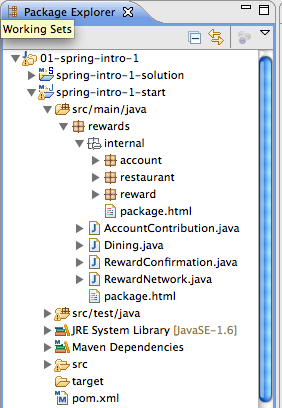 Package Explorer
Working Sets
01-spring-intro-1
spring-intro-1-solution
spring-intro-1-start
src/main/java
rewards
internal
account
restaurant
reward
package.html
AccountContribution.java
Dining.java
RewardConfirmation.java
RewardNetwork.java
package.html
src/test/java
JRE System Library [JavaSE-1.6]
Maven Dependencies
src
target
pom.xml